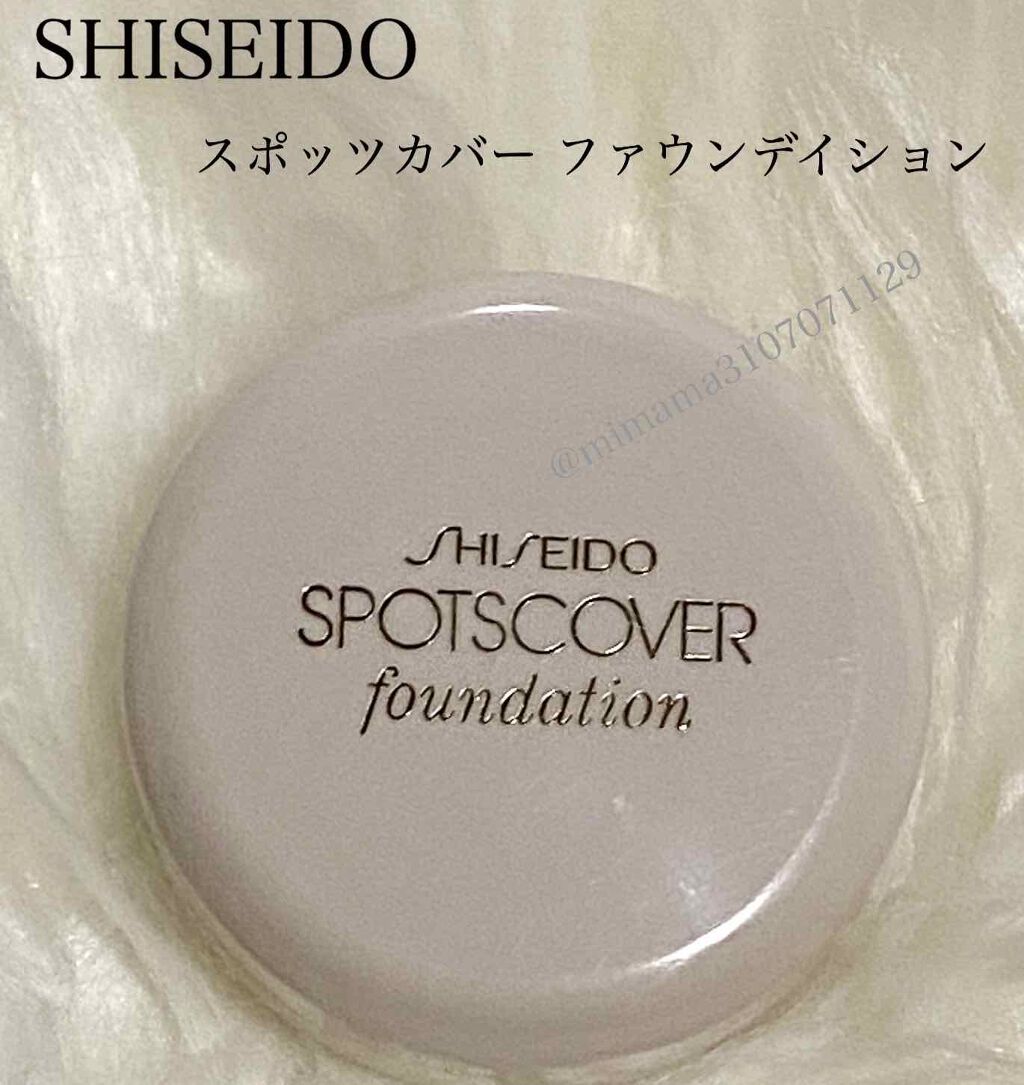 SHISEIDO
スポッツカバー ファウンデイション
@mimama3107071129
SHISEIDO
SPOTSCOVER
foundation